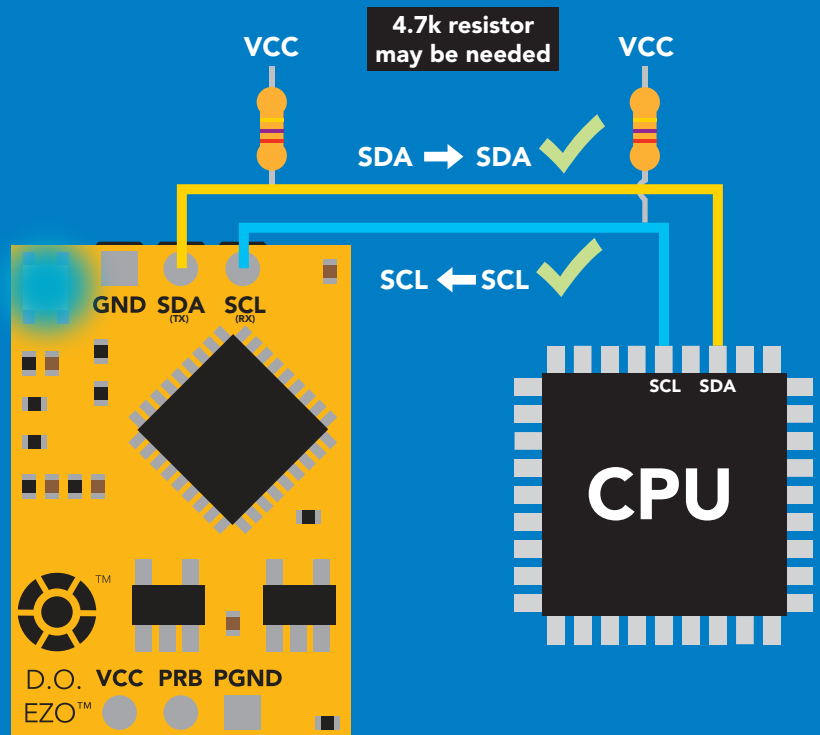 4.7k resistor
may be needed
VCC
VCC
SDA → SDA
SCL ← SCL
GND SDA SCL
(TX) (RX)
SCL SDA
CPU
TM
D.O. VCC PRB PGND
EZO™